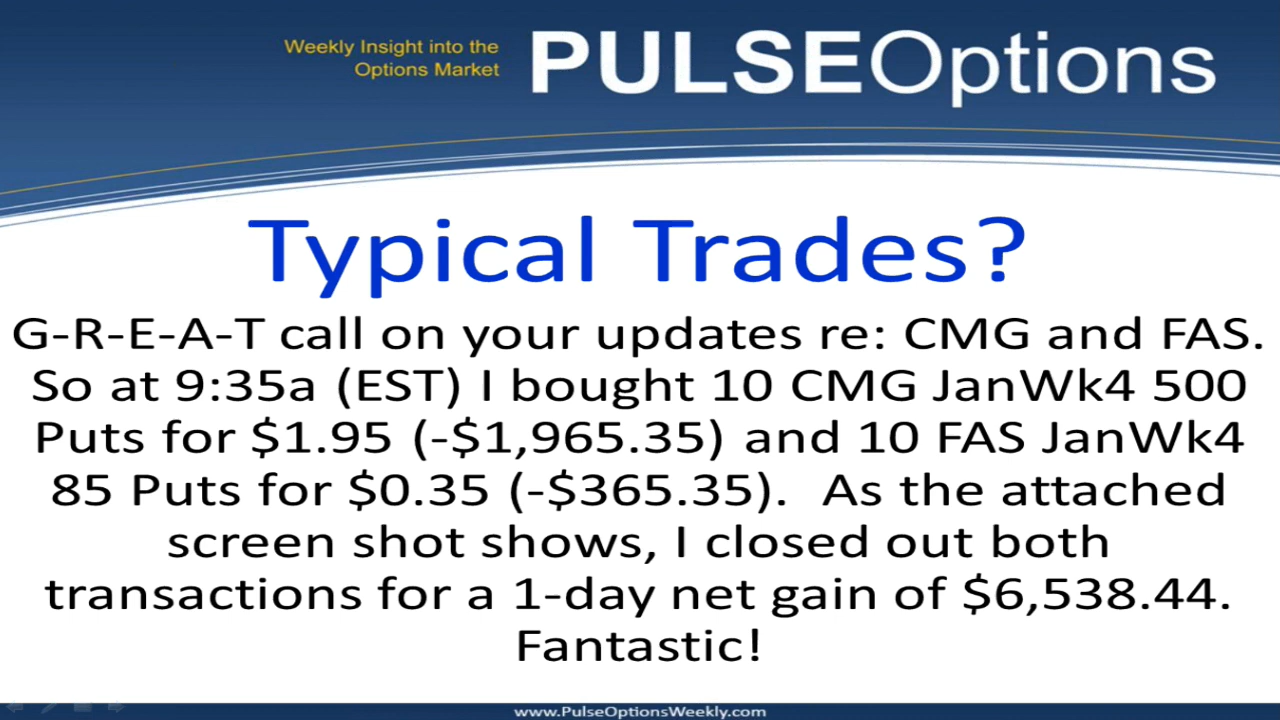 Weekly Insight into the
Options Market
PULSEOptions
Typical Trades?
G-R-E-A-T call on your updates re: CMG and FAS.
So at 9:35a (EST) I bought 10 CMG JanWk4 500
Puts for $1.95 (-$1,965.35) and 10 FAS JanWk4
85 Puts for $0.35 (-$365.35).  As the attached
screen shot shows, I closed out both
transactions for a 1-day net gain of $6,538.44.
Fantastic!
www.PulseOptionsWeekly.com